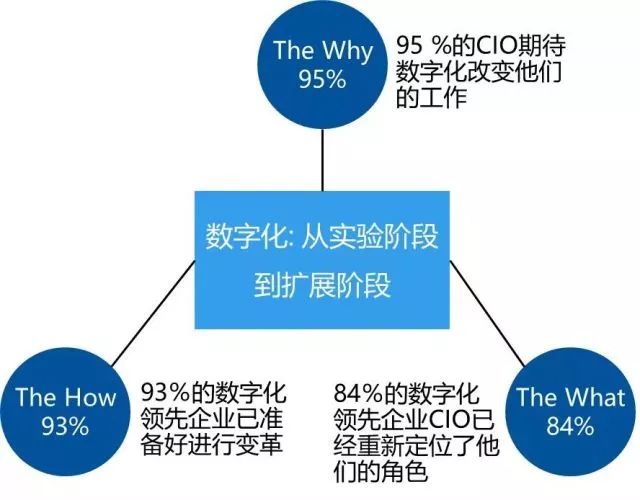 The Why
95%
95 %的CIO期待
数字化改变他们
的工作
数字化: 从实验阶段
到扩展阶段
The How
93%
93%的数字化
领先企业已准
备好进行变革
84%的数字化
领先企业CIO已
经重新定位了他
们的角色
The What
84%